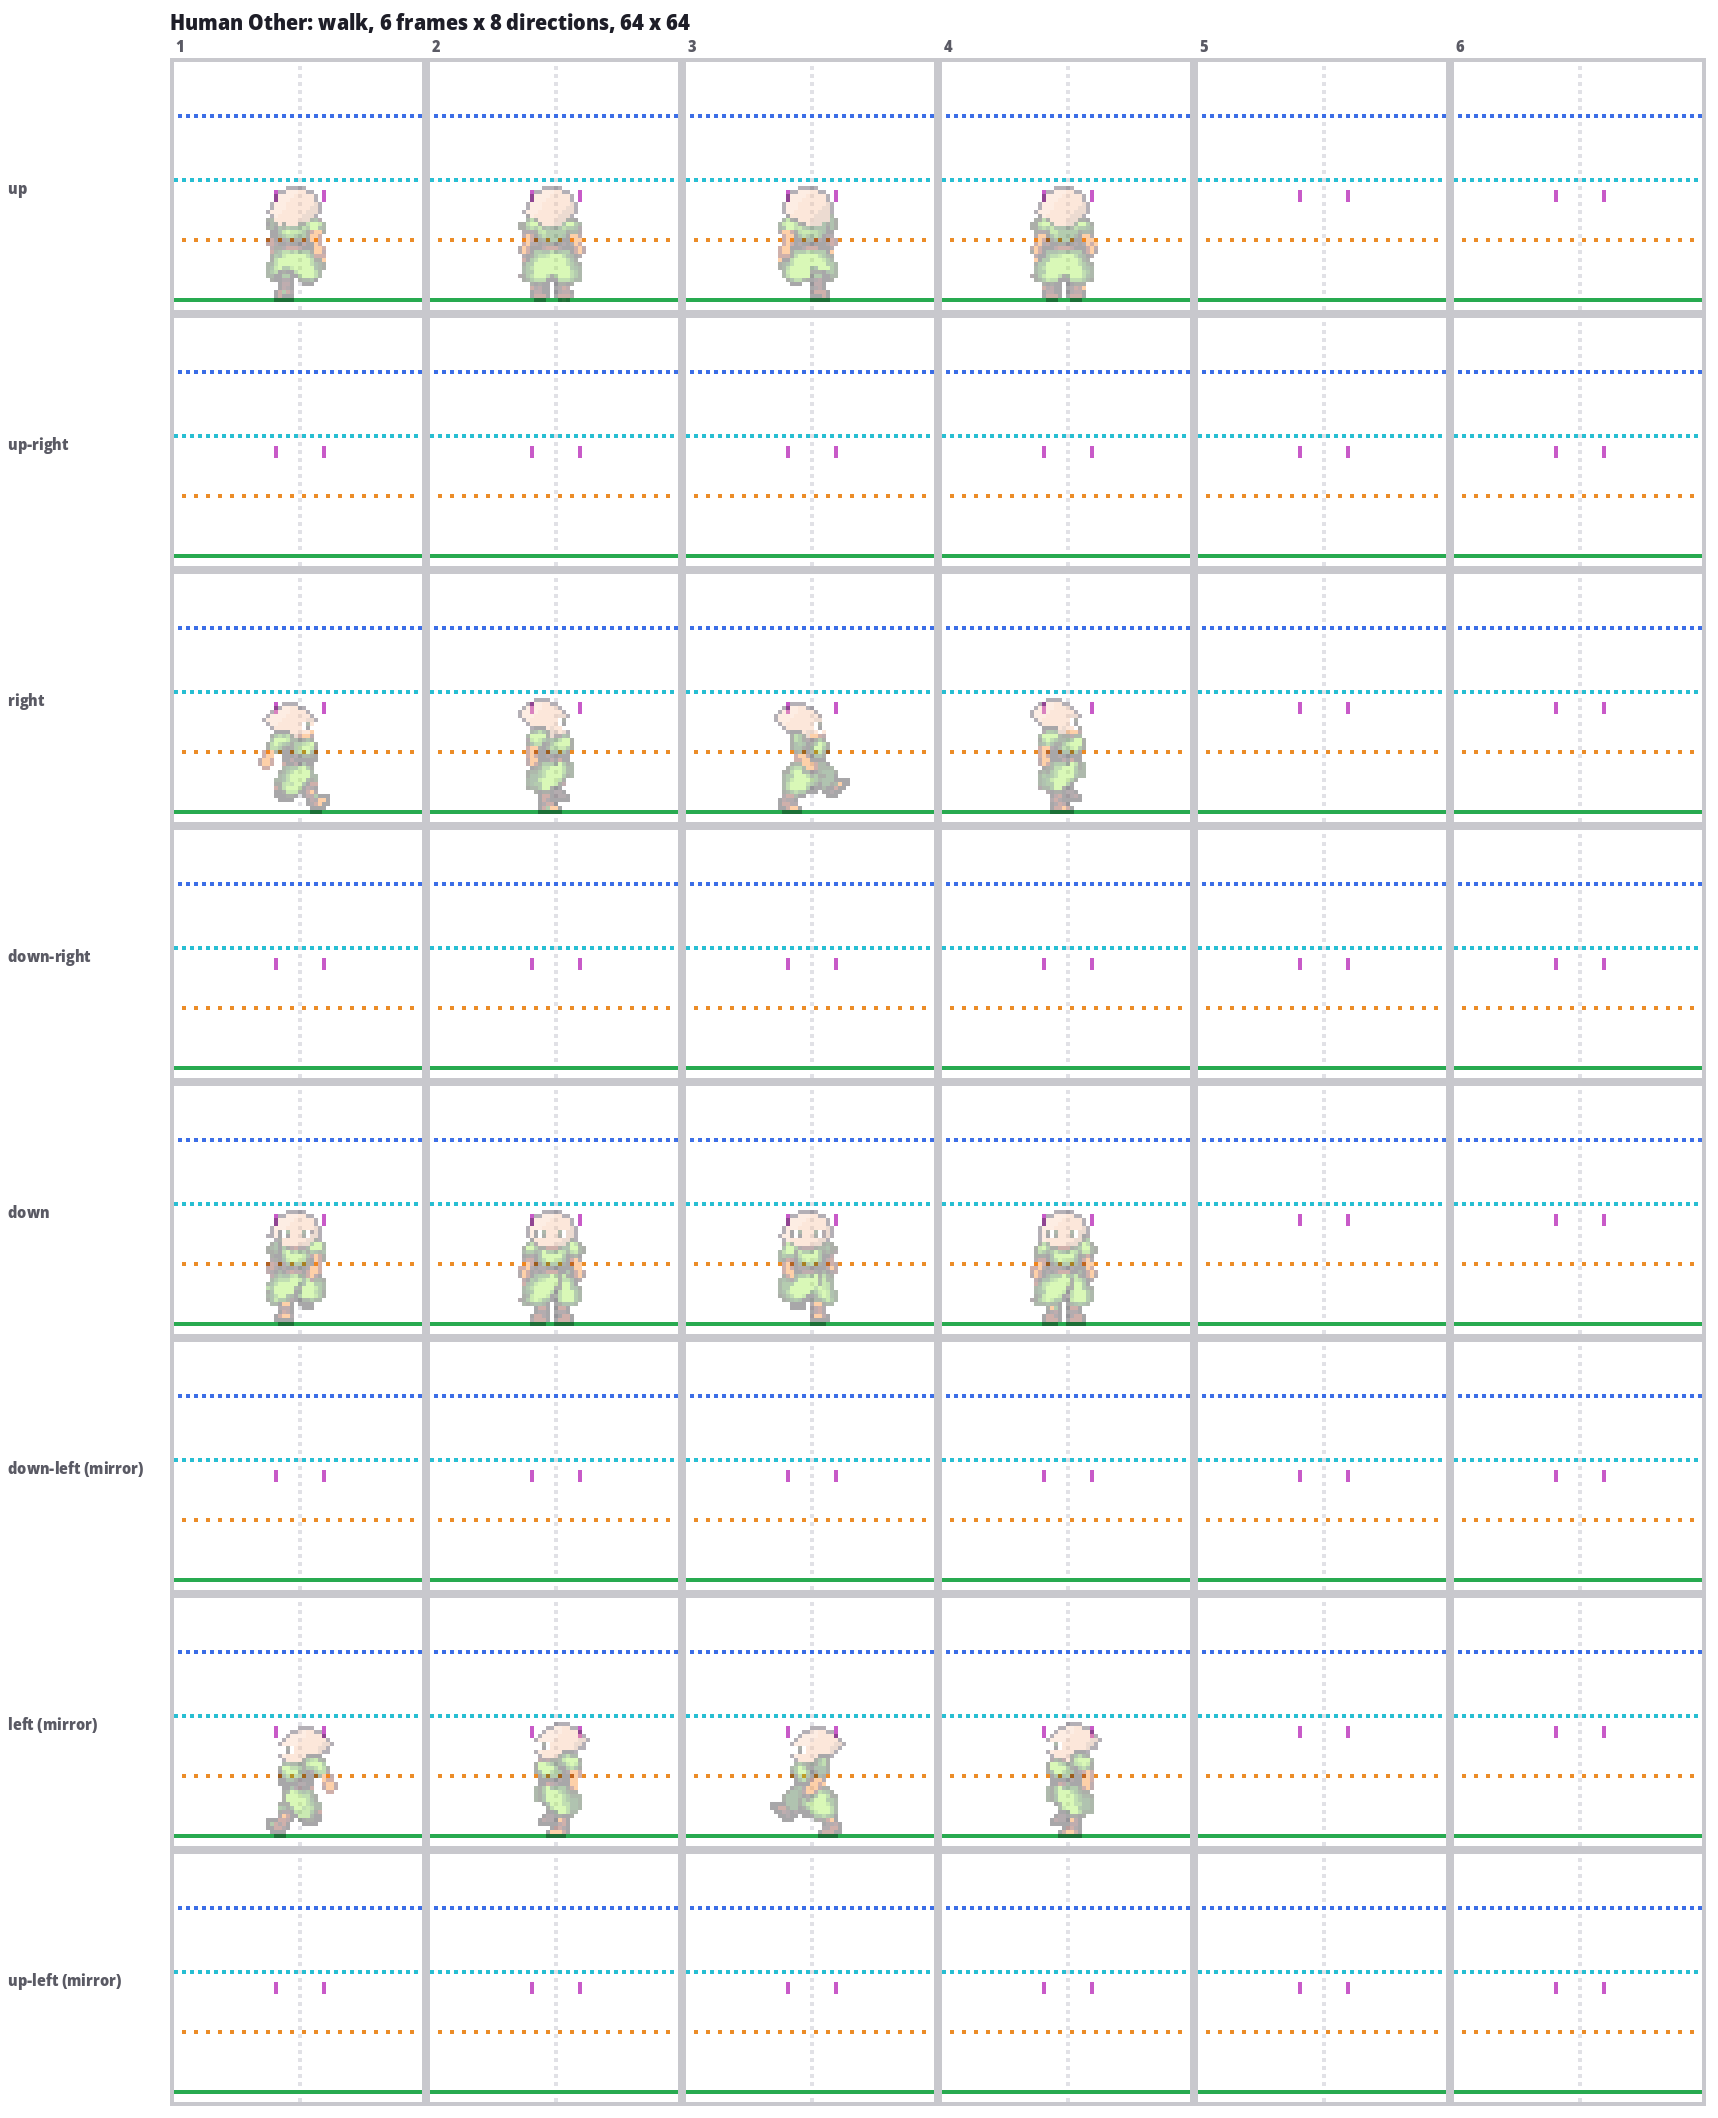 Human Other: walk, 6 frames x 8 directions, 64 x 64
1 2 3 4 5 6
up
up-right
right
down-right
down
down-left (mirror)
left (mirror)
up-left (mirror)